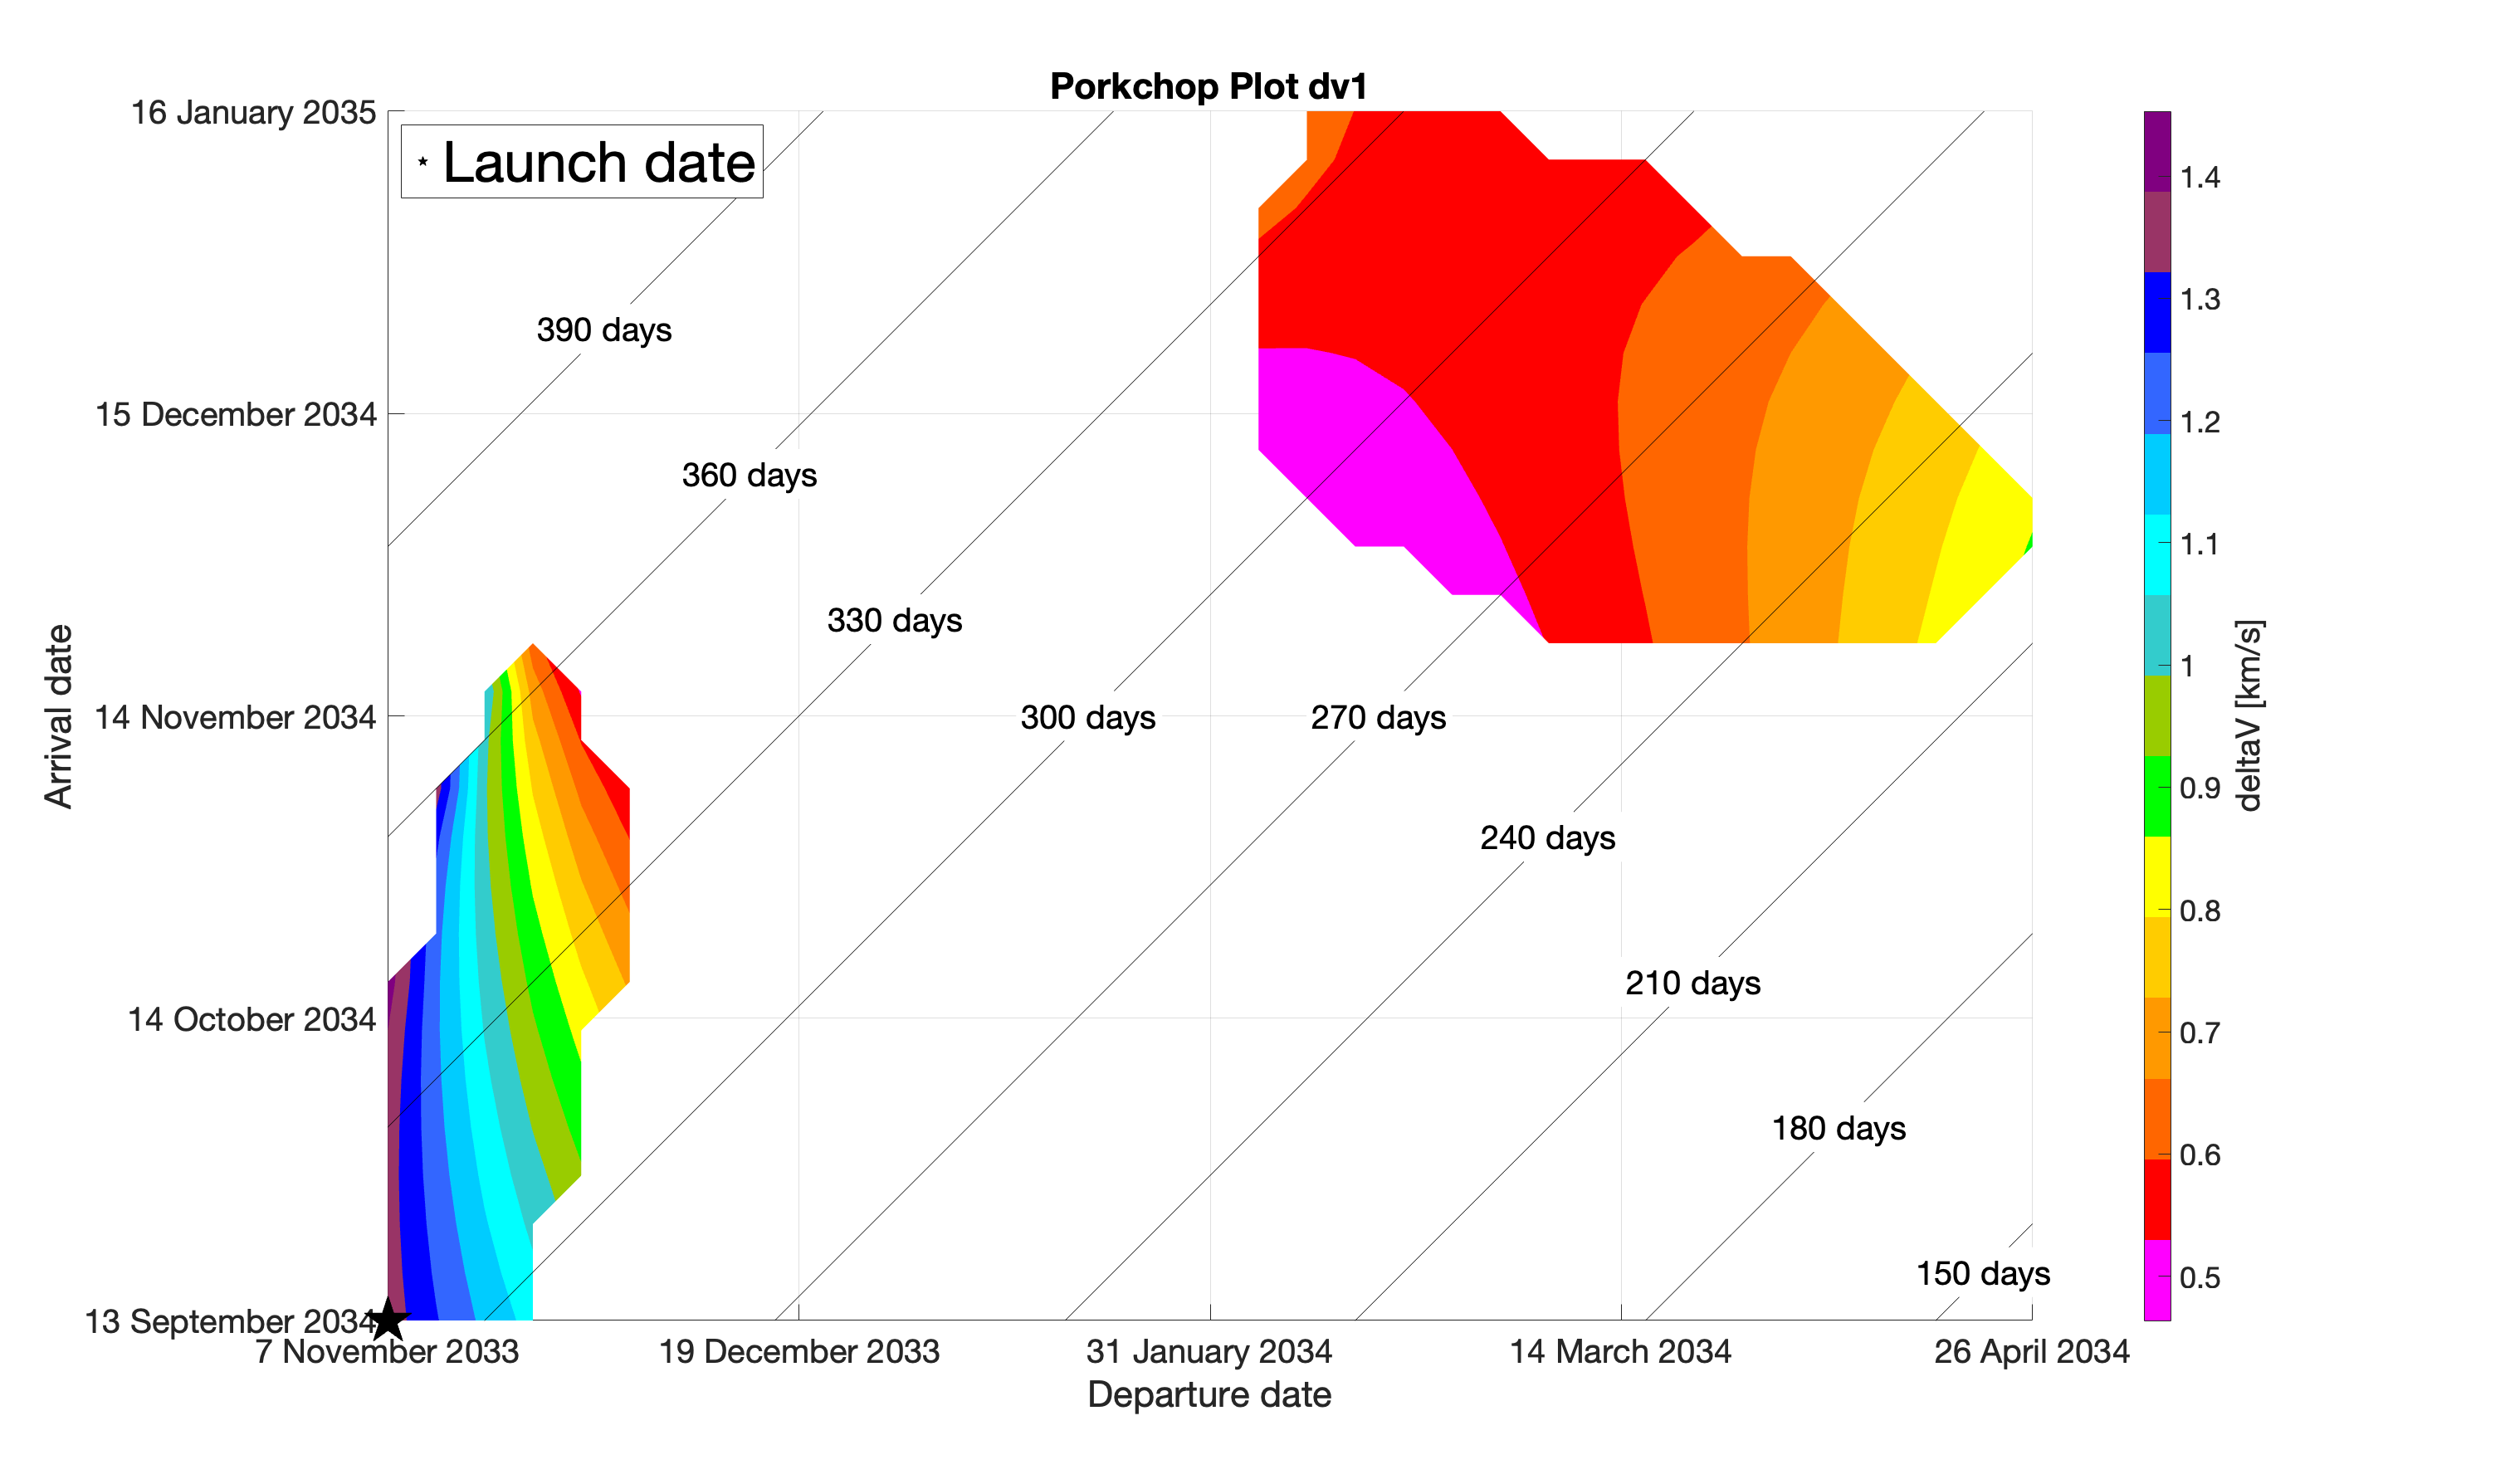 Porkchop Plot dv1
16 January 2035
Launch date
1.4
390 days
1.3
15 December 2034
1.2
360 days
1.1
330 days
1
Arrival date
deltaV [km/s]
14 November 2034
300 days
270 days
0.9
240 days
0.8
210 days
14 October 2034
0.7
180 days
0.6
150 days
0.5
13 September 2034
7 November 2033
19 December 2033
31 January 2034
14 March 2034
26 April 2034
Departure date